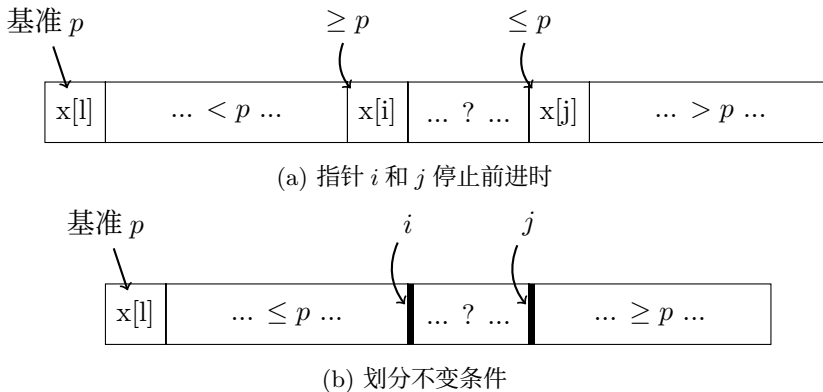 基准 p
≥ p
≤ p
x[l] ... < p ... x[i] ... ? ... x[j] ... > p ...
(a) 指针 i 和 j 停止前进时
基准 p
i
j
x[l] ... ≤ p ... ... ? ... ... ≥ p ...
(b) 划分不变条件